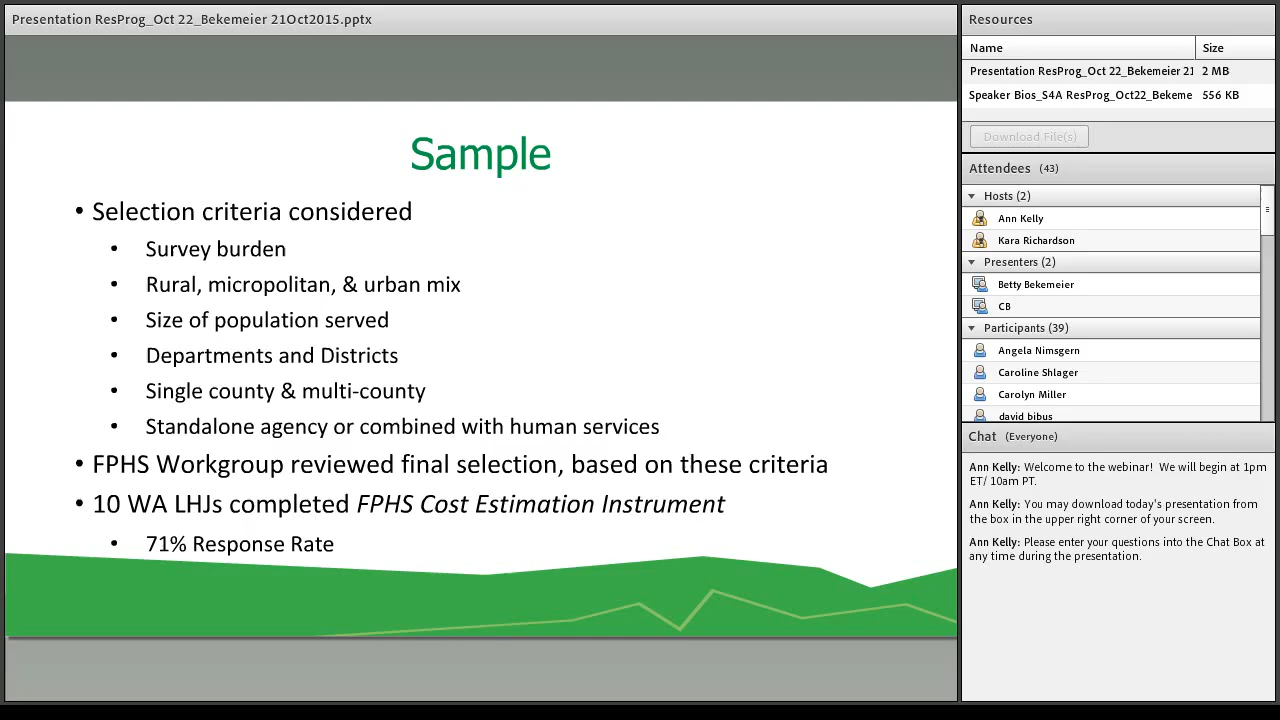 Presentation ResProg_Oct 22_Bekemeier 21Oct2015.pptx
Sample
• Selection criteria considered
• Survey burden
• Rural, micropolitan, & urban mix
• Size of population served
• Departments and Districts
• Single county & multi-county
• Standalone agency or combined with human services
• FPHS Workgroup reviewed final selection, based on these criteria
• 10 WA LHJs completed FPHS Cost Estimation Instrument
• 71% Response Rate
Resources
Name Size
Presentation ResProg_Oct 22_Bekemeier 21 2 MB
Speaker Bios_S4A ResProg_Oct22_Bekeme 556 KB
Download File(s)
Attendees (43)
Hosts (2)
Ann Kelly
Kara Richardson
Presenters (2)
Betty Bekemeier
CB
Participants (39)
Angela Nimsgern
Caroline Shlager
Carolyn Miller
david bibus
Chat (Everyone)
Ann Kelly: Welcome to the webinar! We will begin at 1pm
ET/ 10am PT.
Ann Kelly: You may download today's presentation from
the box in the upper right corner of your screen.
Ann Kelly: Please enter your questions into the Chat Box at
any time during the presentation.